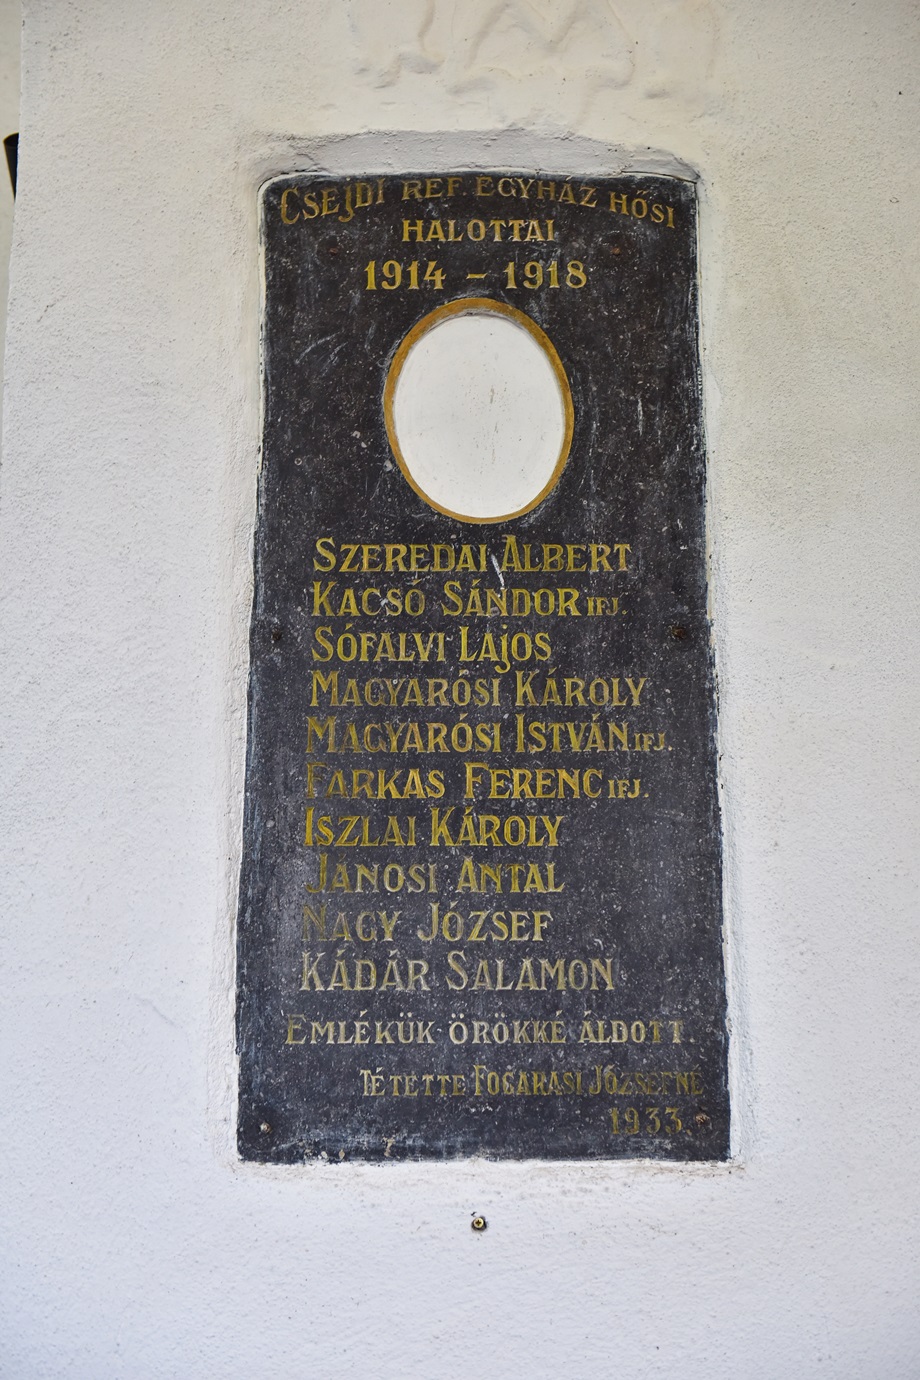 CSEJDI REF. EGYHÁZ HŐSI
HALOTTAI
1914 – 1918
SZEREDAI ALBERT
KACSÓ SÁNDOR IFJ.
SÓFALVI LAJOS
MAGYARÓSI KÁROLY
MAGYARÓSI ISTVÁN IFJ.
FARKAS FERENC IFJ.
ISZLAI KÁROLY
JÁNOSI ANTAL
NAGY JÓZSEF
KÁDÁR SALAMON
EMLÉKÜK ÖRÖKKÉ ÁLDOTT
TÉTETTE FOGARASI JÓZSEFNÉ
1933.